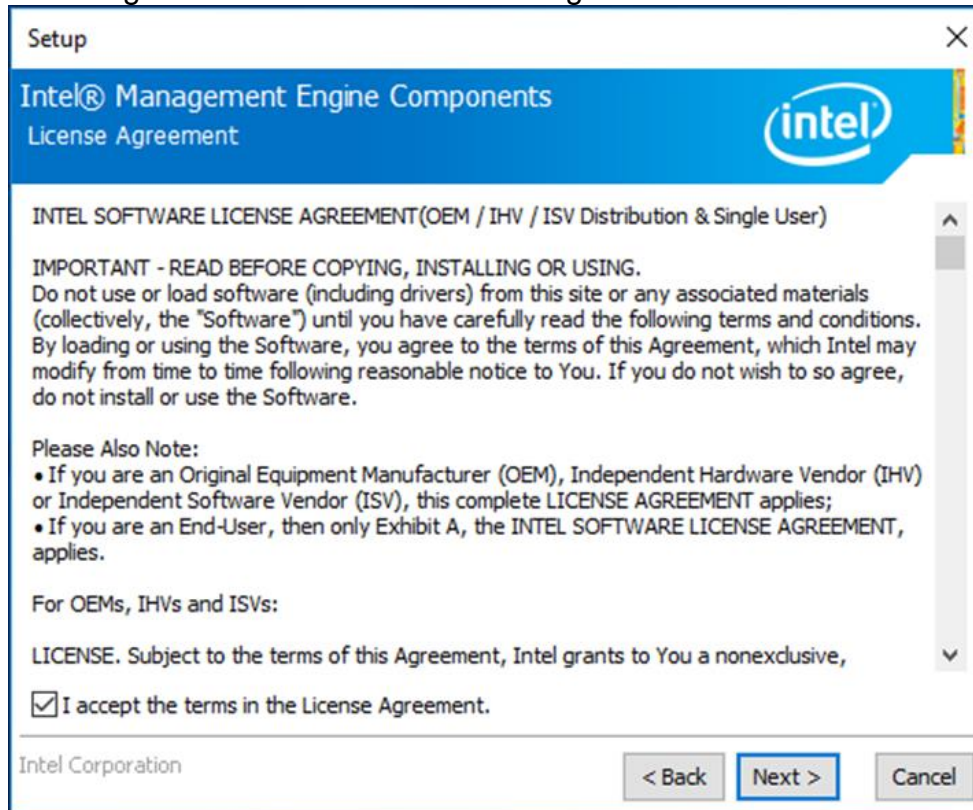 Setup
Intel® Management Engine Components
License Agreement
intel
INTEL SOFTWARE LICENSE AGREEMENT(OEM / IHV / ISV Distribution & Single User)
IMPORTANT - READ BEFORE COPYING, INSTALLING OR USING.
Do not use or load software (including drivers) from this site or any associated materials
(collectively, the "Software") until you have carefully read the following terms and conditions.
By loading or using the Software, you agree to the terms of this Agreement, which Intel may
modify from time to time following reasonable notice to You. If you do not wish to so agree,
do not install or use the Software.
Please Also Note:
• If you are an Original Equipment Manufacturer (OEM), Independent Hardware Vendor (IHV)
or Independent Software Vendor (ISV), this complete LICENSE AGREEMENT applies;
• If you are an End-User, then only Exhibit A, the INTEL SOFTWARE LICENSE AGREEMENT,
applies.
For OEMs, IHVs and ISVs:
LICENSE. Subject to the terms of this Agreement, Intel grants to You a nonexclusive,
I accept the terms in the License Agreement.
Intel Corporation
< Back Next > Cancel